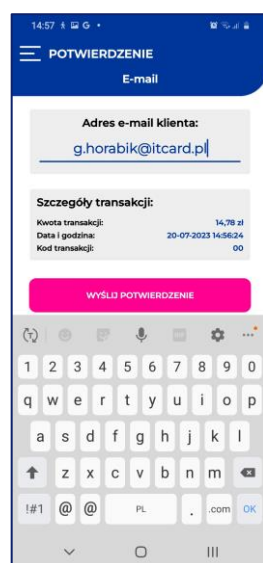 14:57
POTWIERDZENIE
E-mail
Adres e-mail klienta:
g.horabik@itcard.pl
Szczegóły transakcji:
Kwota transakcji: 14,78 zł
Data i godzina: 20-07-2023 14:56:24
Kod transakcji: 00
WYŚLIJ POTWIERDZENIE
1 2 3 4 5 6 7 8 9 0
q w e r t y u i o p
a s d f g h j k l
z x c v b n m
!#1 @ @ PL . .com OK